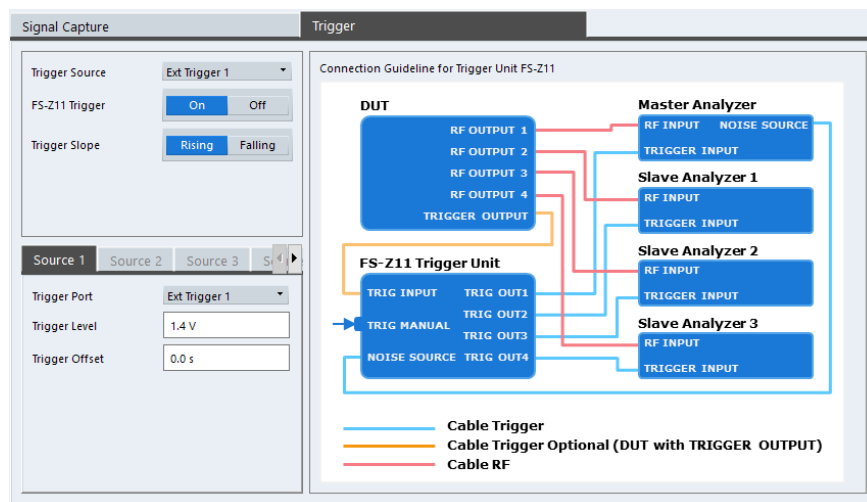 Signal Capture
Trigger
Trigger Source
Ext Trigger 1
FS-Z11 Trigger
On
Off
Trigger Slope
Rising
Falling
Source 1
Source 2
Source 3
Trigger Port
Ext Trigger 1
Trigger Level
1.4 V
Trigger Offset
0.0 s
Connection Guideline for Trigger Unit FS-Z11
DUT
RF OUTPUT 1
RF OUTPUT 2
RF OUTPUT 3
RF OUTPUT 4
TRIGGER OUTPUT
FS-Z11 Trigger Unit
TRIG INPUT
TRIG OUT1
TRIG OUT2
TRIG MANUAL
TRIG OUT3
NOISE SOURCE
TRIG OUT4
Master Analyzer
RF INPUT
NOISE SOURCE
TRIGGER INPUT
Slave Analyzer 1
RF INPUT
TRIGGER INPUT
Slave Analyzer 2
RF INPUT
TRIGGER INPUT
Slave Analyzer 3
RF INPUT
TRIGGER INPUT
Cable Trigger
Cable Trigger Optional (DUT with TRIGGER OUTPUT)
Cable RF